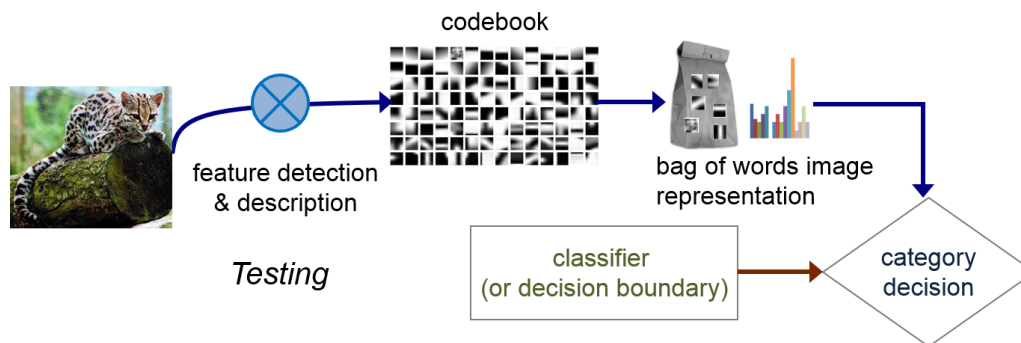 codebook
feature detection
& description
bag of words image
representation
Testing
classifier
(or decision boundary)
category
decision